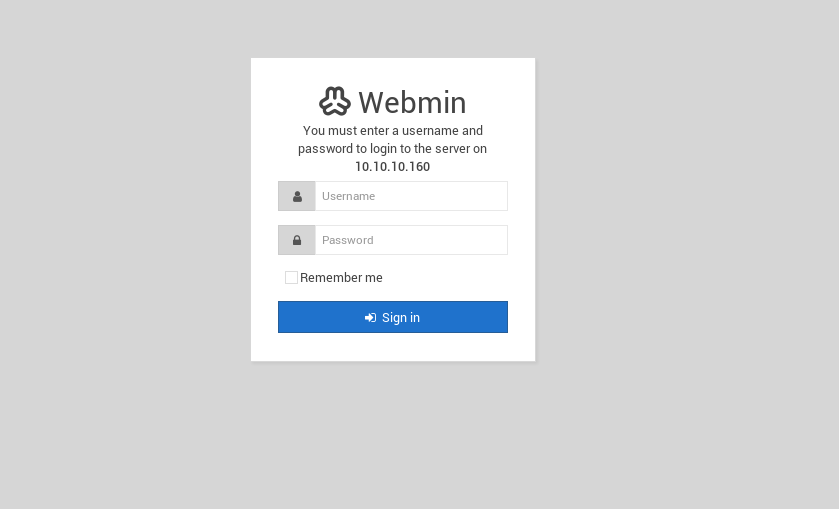 Webmin
You must enter a username and
password to login to the server on
10.10.10.160
Username
Password
Remember me
Sign in